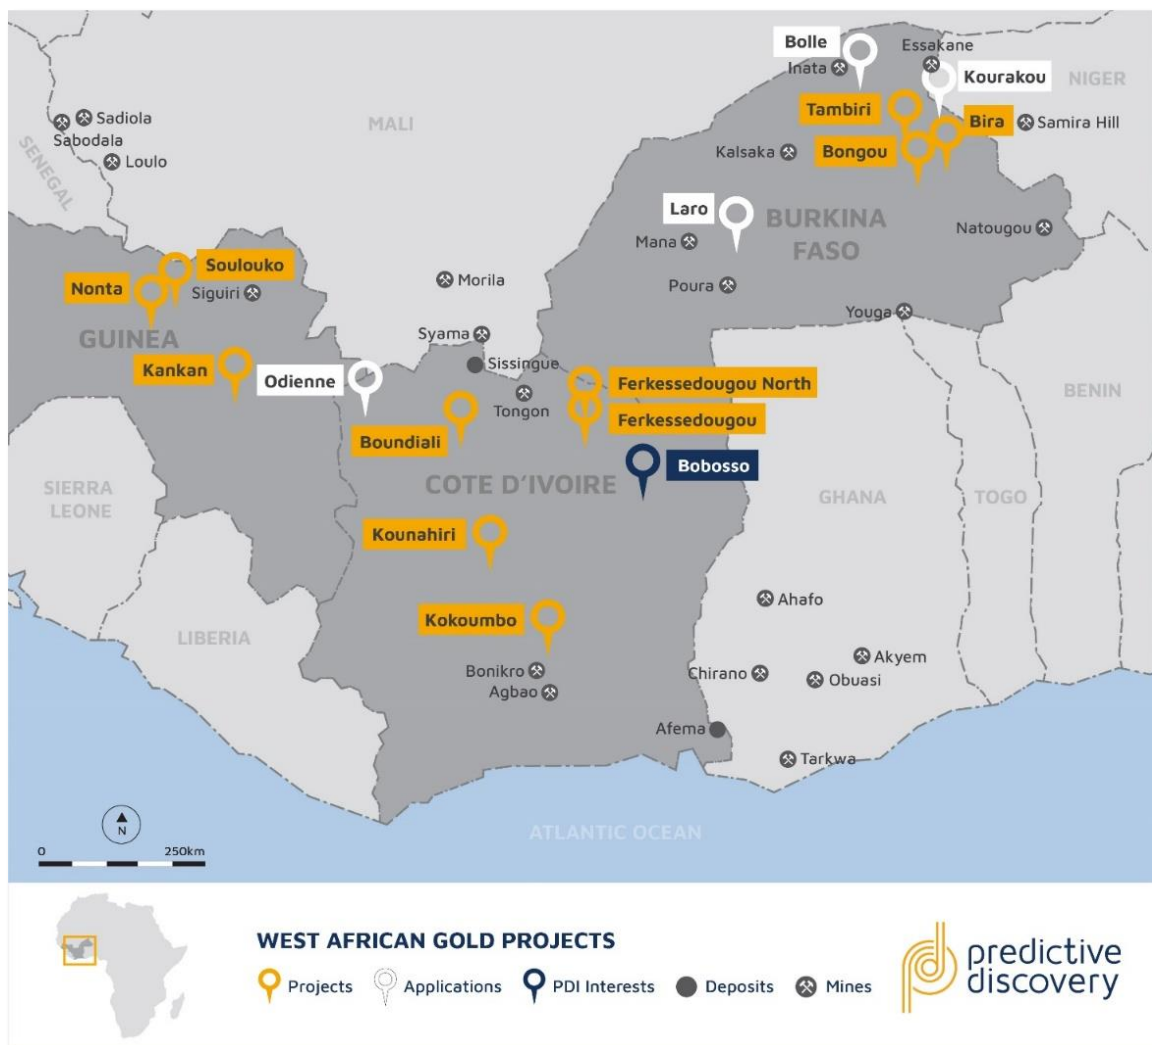 Bolle
Essakane
Inata
Kourakou
NIGER
Sadiola
Sabodala
Loulo
SENEGAL
MALI
Tambiri
Bira
Samira Hill
Kalsaka
Bongou
Laro
BURKINA
FASO
Natougou
Mana
Poura
Youga
Soulouko
Nonta
Siguiri
Morila
GUINEA
Syama
Sissingue
Kankan
Odienne
Tongon
Ferkessedougou North
Ferkessedougou
Boundiali
BENIN
Bobosso
COTE D'IVOIRE
SIERRA
LEONE
GHANA
TOGO
Kounahiri
Kokoumbo
Ahafo
LIBERIA
Bonikro
Agbao
Akyem
Chirano
Obuasi
Afema
Tarkwa
N
ATLANTIC OCEAN
0 250km
WEST AFRICAN GOLD PROJECTS
Projects Applications PDI Interests Deposits Mines
predictive
discovery